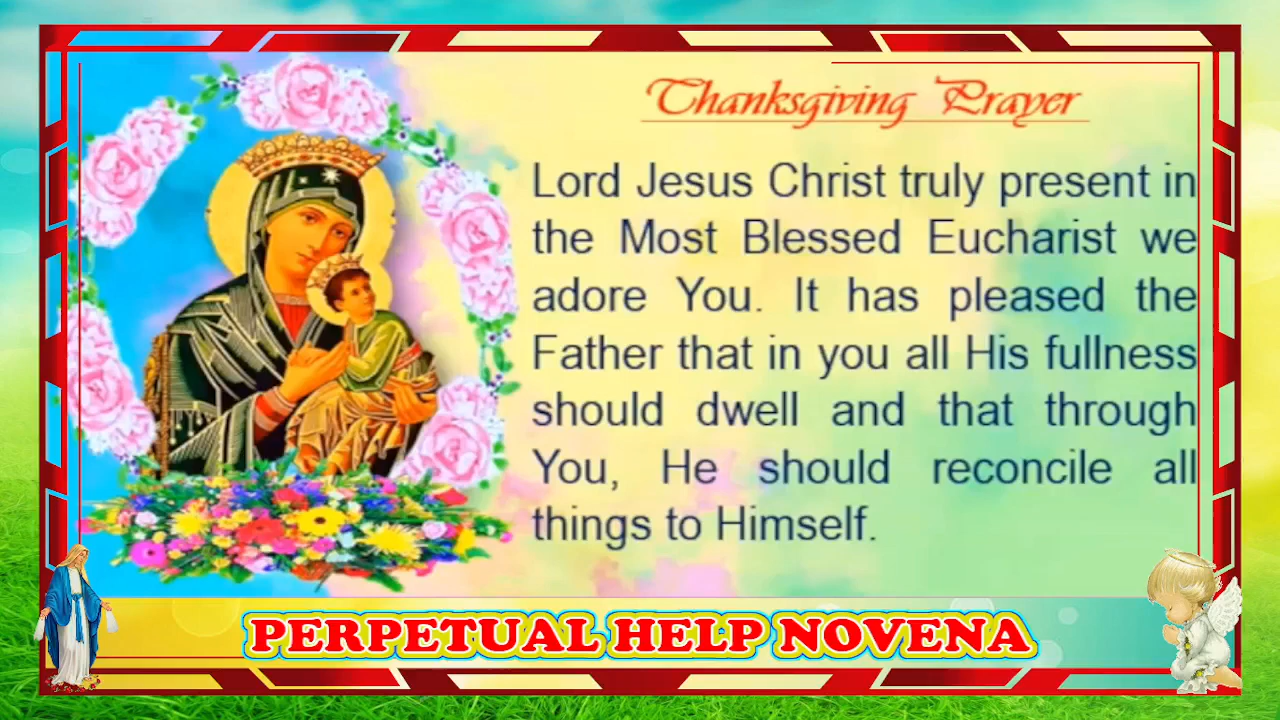 Thanksgiving Prayer
Lord Jesus Christ truly present in
the Most Blessed Eucharist we
adore You. It has pleased the
Father that in you all His fullness
should dwell and that through
You, He should reconcile all
things to Himself.
PERPETUAL HELP NOVENA